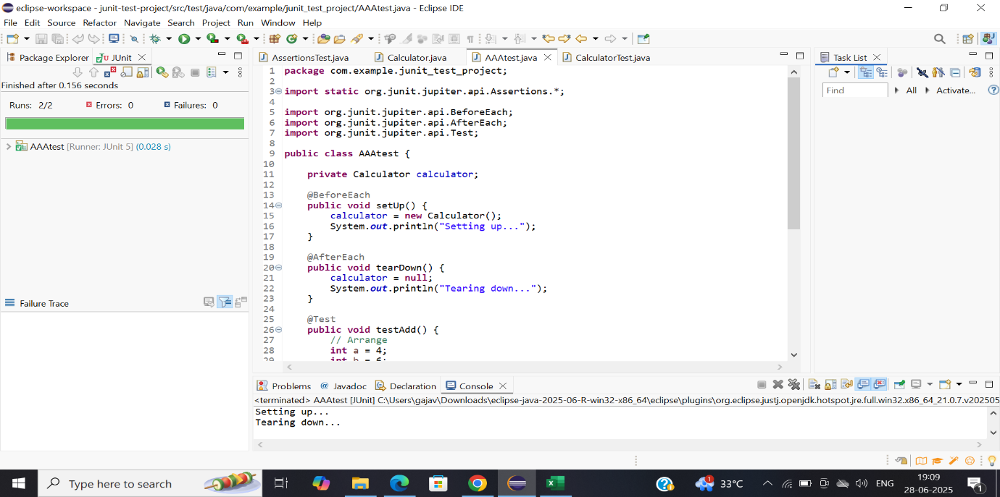 eclipse-workspace - junit-test-project/src/test/java/com/example/junit_test_project/AAAtest.java - Eclipse IDE
File Edit Source Refactor Navigate Search Project Run Window Help
Package Explorer JUnit
Finished after 0.156 seconds
Runs: 2/2 Errors: 0 Failures: 0
AAAtest [Runner: JUnit 5] (0.028 s)
Failure Trace
AssertionsTest.java Calculator.java AAAtest.java CalculatorTest.java
1 package com.example.junit_test_project;
2
3 import static org.junit.jupiter.api.Assertions.*;
4
5 import org.junit.jupiter.api.BeforeEach;
6 import org.junit.jupiter.api.AfterEach;
7 import org.junit.jupiter.api.Test;
8
9 public class AAAtest {
10
11 private Calculator calculator;
12
13 @BeforeEach
14 public void setUp() {
15 calculator = new Calculator();
16 System.out.println("Setting up...");
17 }
18
19 @AfterEach
20 public void tearDown() {
21 calculator = null;
22 System.out.println("Tearing down...");
23 }
24
25 @Test
26 public void testAdd() {
27 // Arrange
28 int a = 4;
29 int b = 6;
Task List
Find All Activate...
Problems Javadoc Declaration Console
<terminated> AAAtest [JUnit] C:\Users\gajav\Downloads\eclipse-java-2025-06-R-win32-x86_64\eclipse\plugins\org.eclipse.justj.openjdk.hotspot.jre.full.win32.x86_64_21.0.7.v202505
Setting up...
Tearing down...
Type here to search
33°C
ENG
19:09
28-06-2025
1